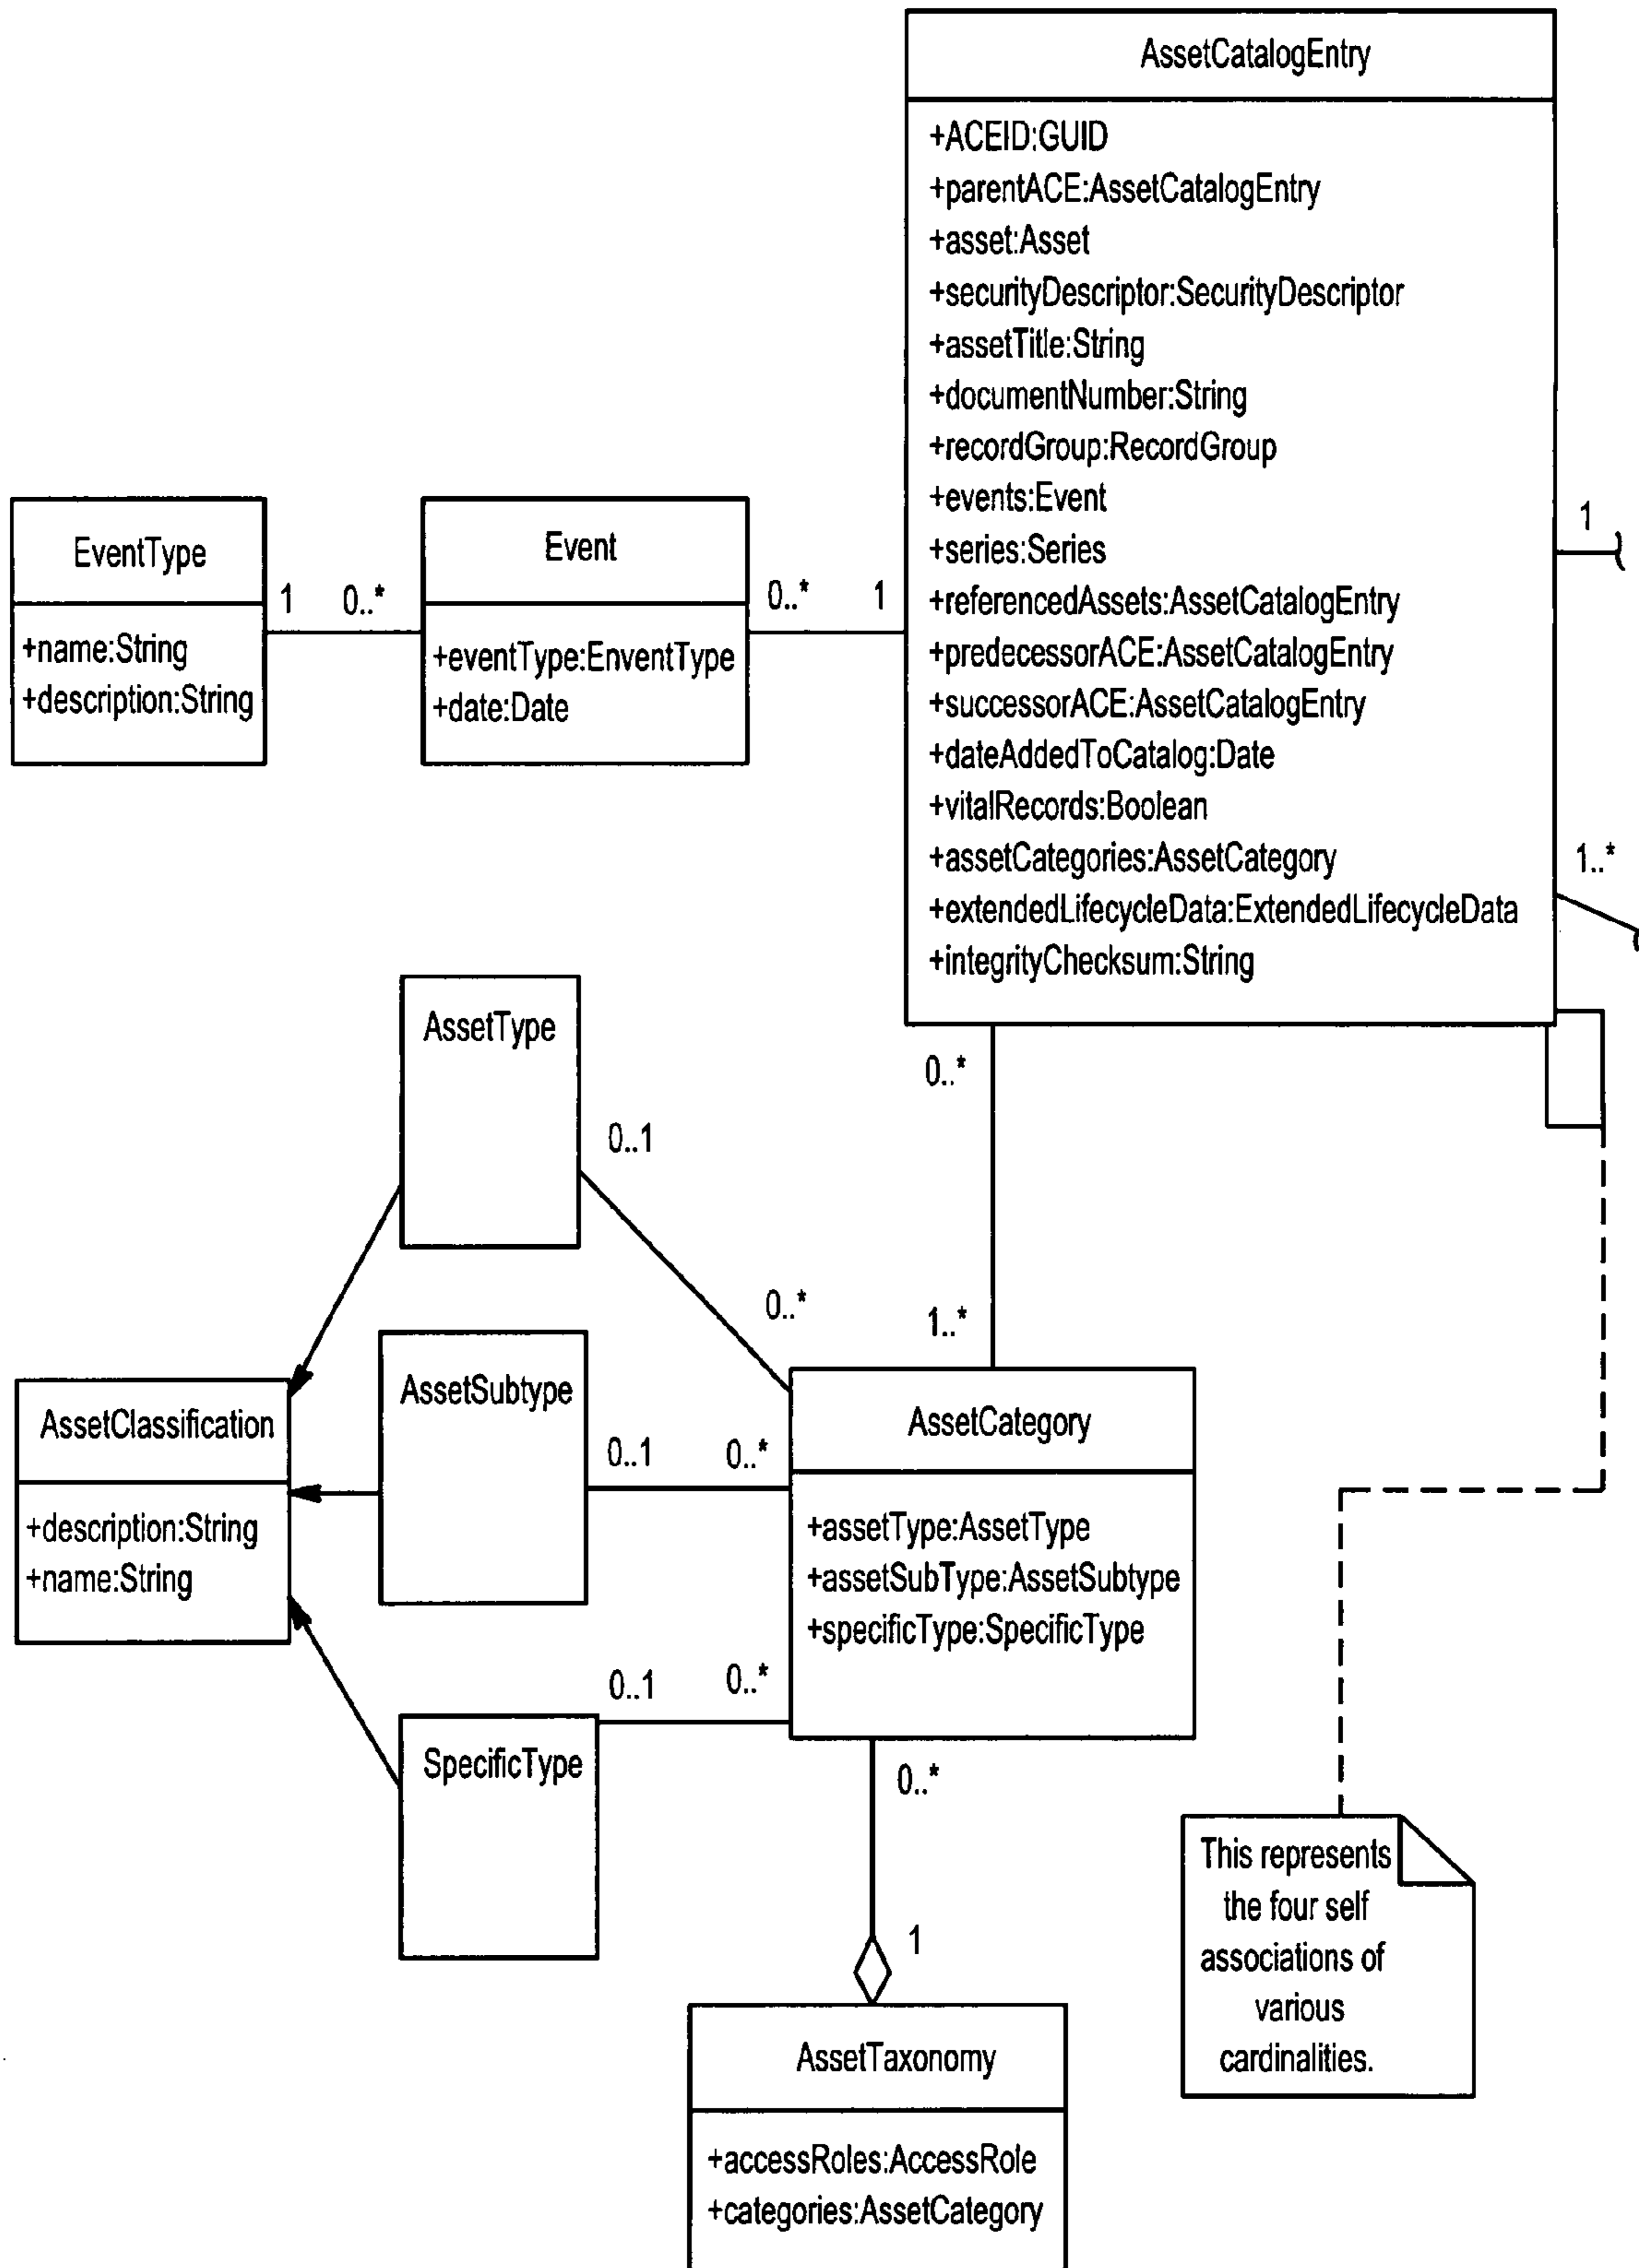 AssetCatalogEntry
+ACEID:GUID
+parentACE:AssetCatalogEntry
+asset:Asset
+securityDescriptor:SecurityDescriptor
+assetTitle:String
+documentNumber:String
+recordGroup:RecordGroup
+events:Event
+series:Series
+referencedAssets:AssetCatalogEntry
+predecessorACE:AssetCatalogEntry
+successorACE:AssetCatalogEntry
+dateAddedToCatalog:Date
+vitalRecords:Boolean
+assetCategories:AssetCategory
+extendedLifecycleData:ExtendedLifecycleData
+integrityChecksum:String
1
1..*
EventType
+name:String
+description:String
1
0..*
Event
+eventType:EnventType
+date:Date
0..*
1
0..*
1..*
AssetType
0..1
0..*
AssetSubtype
0..1
0..*
AssetClassification
+description:String
+name:String
SpecificType
0..1
0..*
AssetCategory
+assetType:AssetType
+assetSubType:AssetSubtype
+specificType:SpecificType
0..*
1
AssetTaxonomy
+accessRoles:AccessRole
+categories:AssetCategory
This represents
the four self
associations of
various
cardinalities.